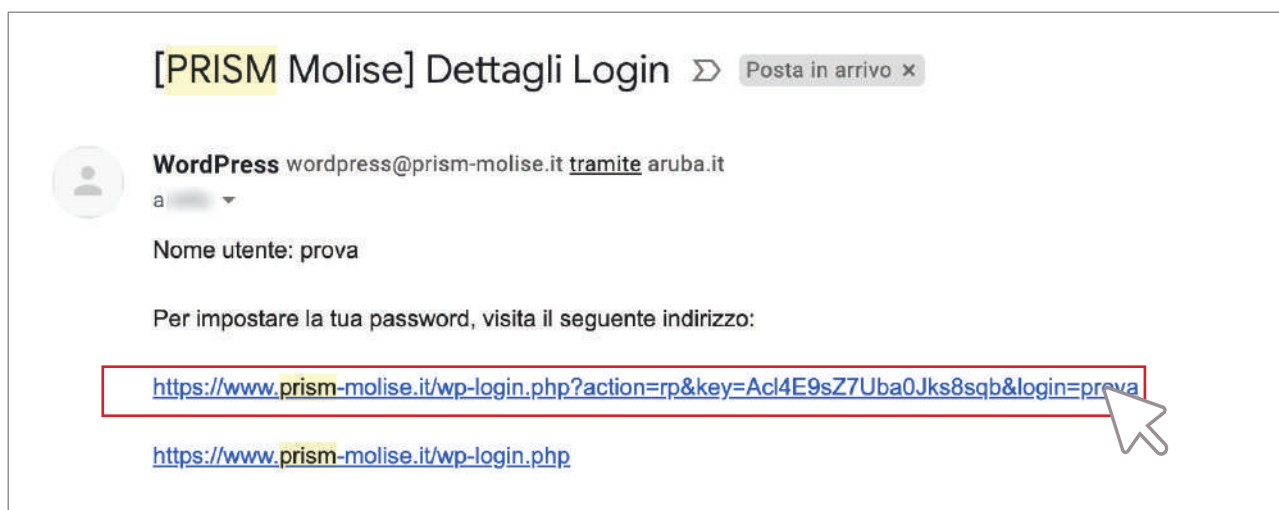 [PRISM Molise] Dettagli Login Posta in arrivo ×
WordPress wordpress@prism-molise.it tramite aruba.it
a
Nome utente: prova
Per impostare la tua password, visita il seguente indirizzo:
https://www.prism-molise.it/wp-login.php?action=rp&key=Acl4E9sZ7Uba0Jks8sqb&login=prova
https://www.prism-molise.it/wp-login.php